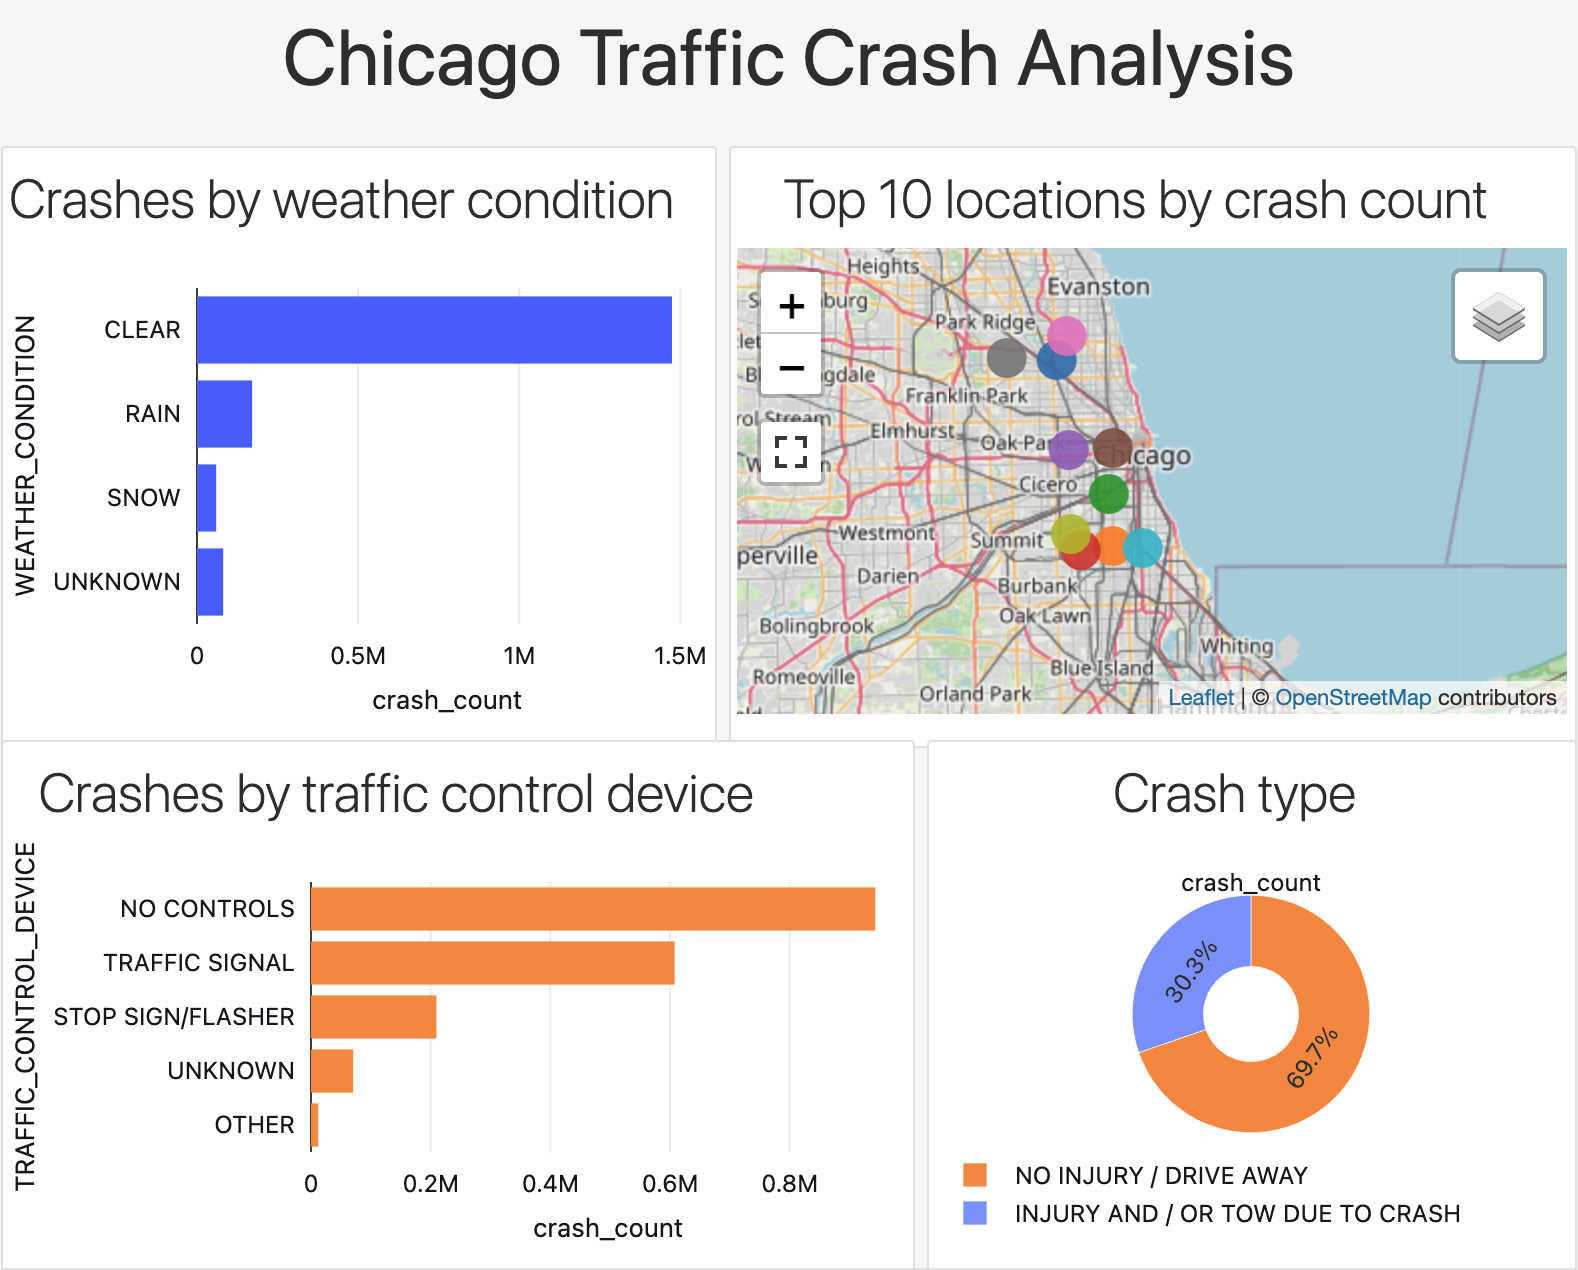 Chicago Traffic Crash Analysis
Crashes by weather condition
WEATHER_CONDITION
CLEAR
RAIN
SNOW
UNKNOWN
0 0.5M 1M 1.5M
crash_count
Top 10 locations by crash count
+
−
Heights
Evanston
Park Ridge
Franklin Park
Elmhurst
Oak Park
Chicago
Cicero
Westmont
Summit
Darien
Burbank
Oak Lawn
Bolingbrook
Whiting
Blue Island
Romeoville
Orland Park
Leaflet | © OpenStreetMap contributors
Crashes by traffic control device
TRAFFIC_CONTROL_DEVICE
NO CONTROLS
TRAFFIC SIGNAL
STOP SIGN/FLASHER
UNKNOWN
OTHER
0 0.2M 0.4M 0.6M 0.8M
crash_count
Crash type
crash_count
30.3%
69.7%
NO INJURY / DRIVE AWAY
INJURY AND / OR TOW DUE TO CRASH